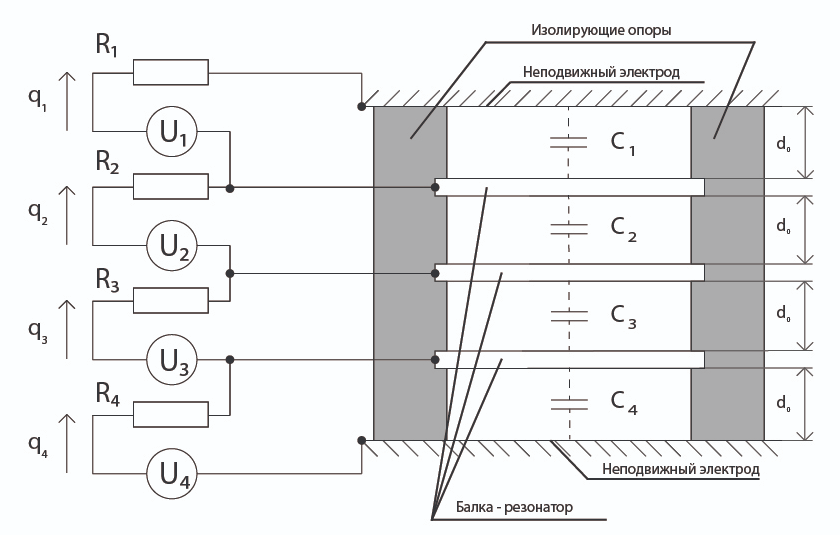 Изолирующие опоры
Неподвижный электрод
R1
q1
U1
C1
d0
R2
q2
U2
C2
d0
R3
q3
U3
C3
d0
R4
q4
U4
C4
d0
Неподвижный электрод
Балка - резонатор